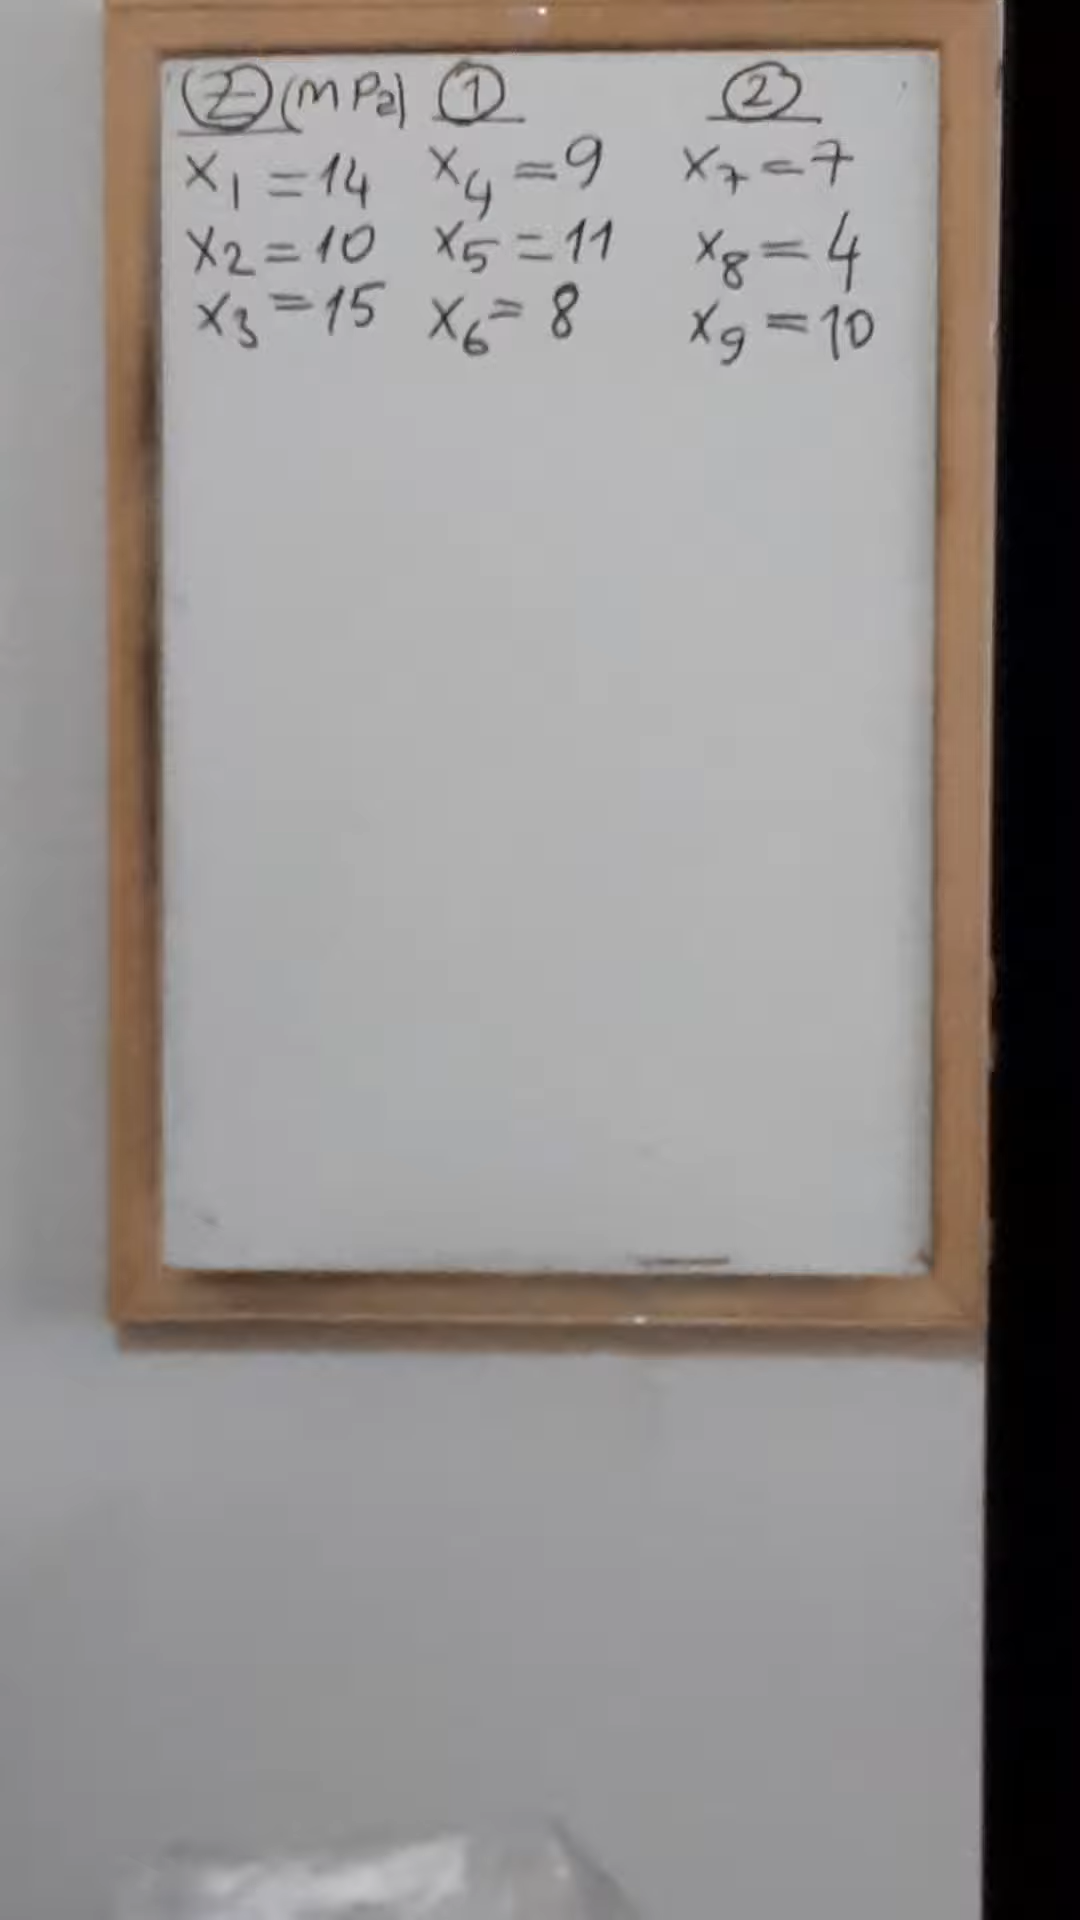 Z (MPa) 1 2
x1 = 14 x4 = 9 x7 = 7
x2 = 10 x5 = 11 x8 = 4
x3 = 15 x6 = 8 x9 = 10